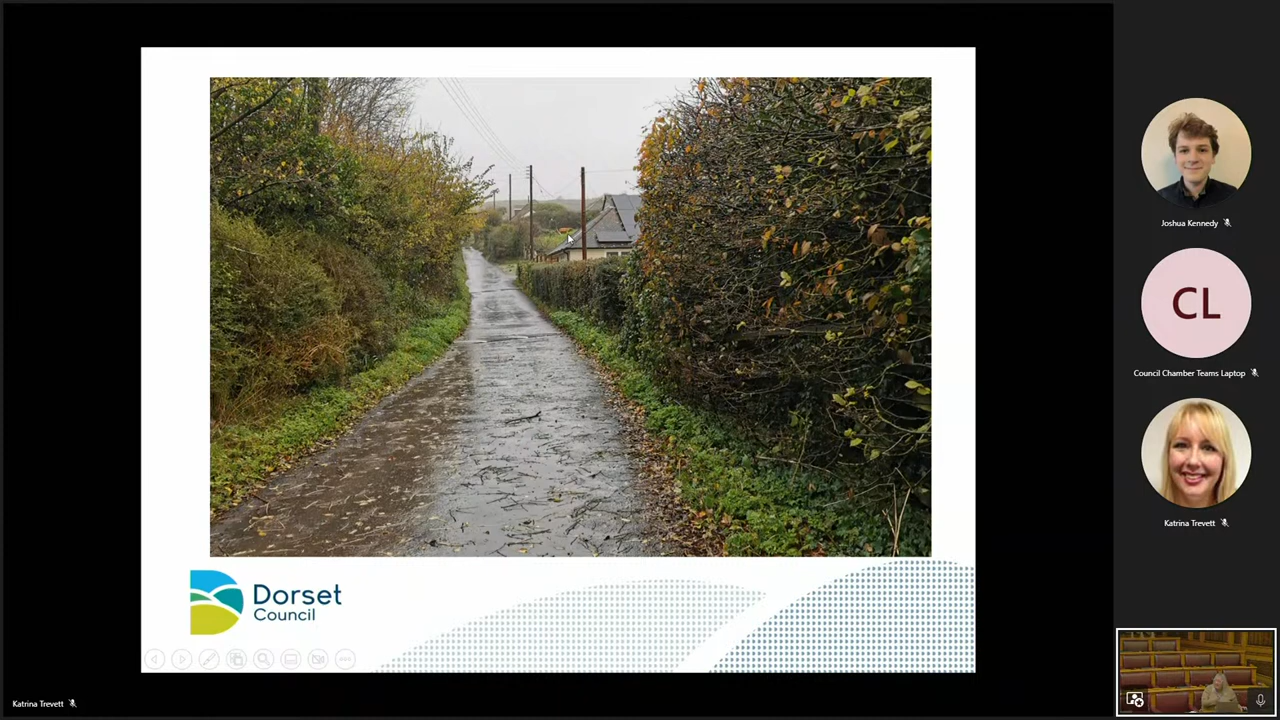 Joshua Kennedy
CL
Council Chamber Teams Laptop
Katrina Trevett
Dorset
Council
Katrina Trevett